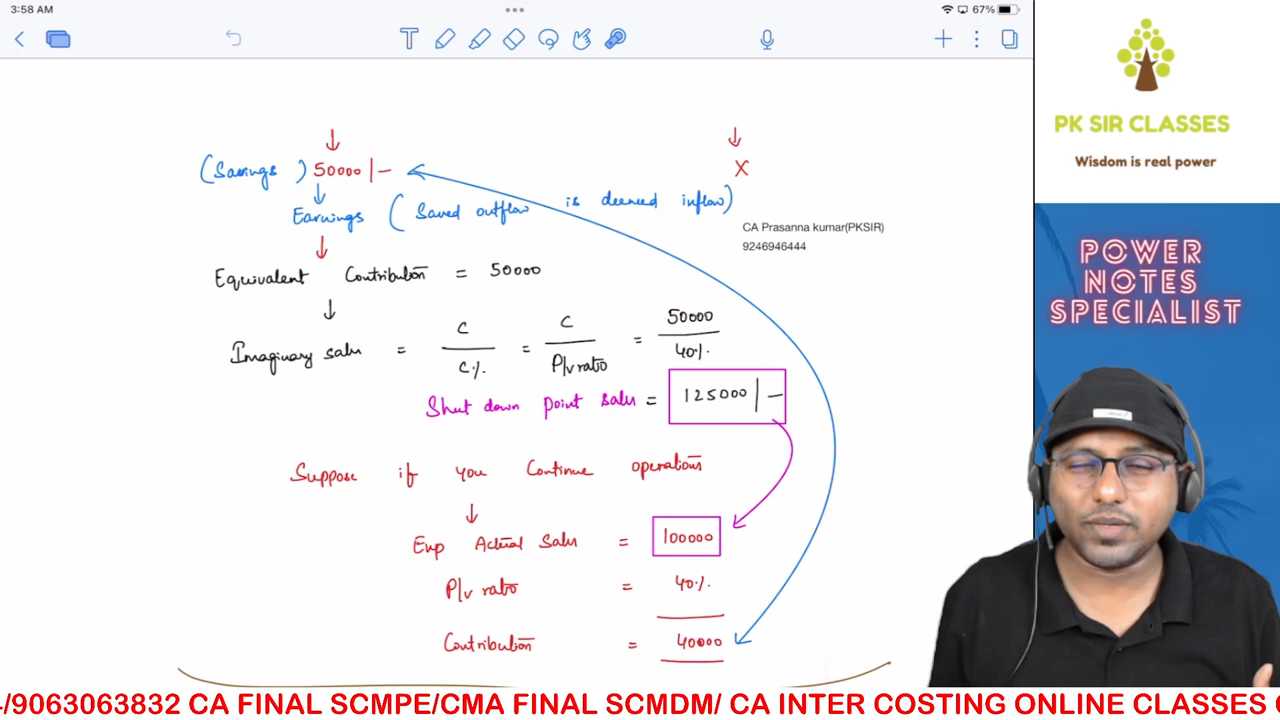 3:58 AM
67%
T
(Savings) 50000/-
X
Earnings (Saved outflow is deemed inflow)
CA Prasanna kumar(PKSIR)
9246946444
Equivalent Contribution = 50000
Imaginary sales = C / C% = C / P/v ratio = 50000 / 40%
Shut down point sales = 125000/-
Suppose if you Continue operations
Exp Actual Sales = 100000
P/v ratio = 40%
Contribution = 40000
PK SIR CLASSES
Wisdom is real power
POWER
NOTES
SPECIALIST
/9063063832 CA FINAL SCMPE/CMA FINAL SCMDM/ CA INTER COSTING ONLINE CLASSES